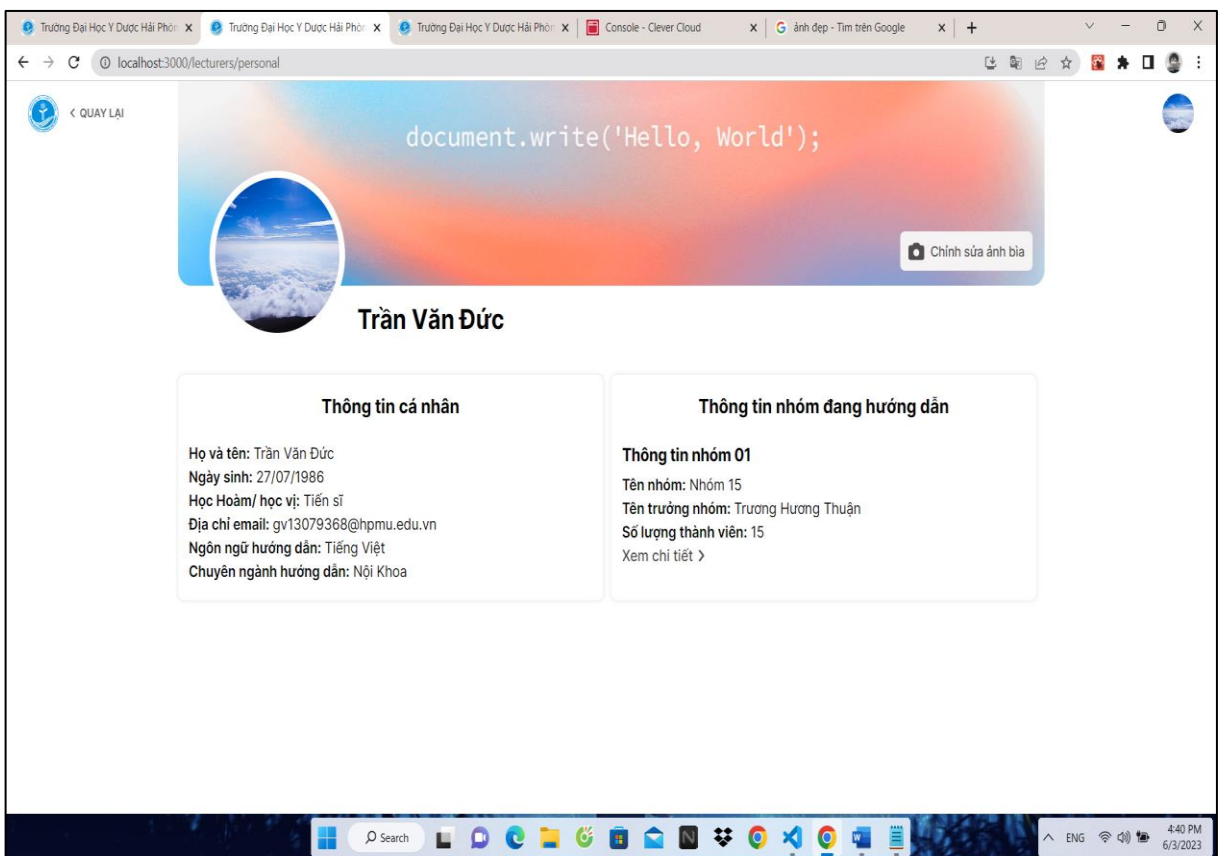 Trường Đại Học Y Dược Hải Phòn
Trường Đại Học Y Dược Hải Phòn
Trường Đại Học Y Dược Hải Phòn
Console - Clever Cloud
ảnh đẹp - Tìm trên Google
localhost:3000/lecturers/personal
QUAY LẠI
document.write('Hello, World');
Chỉnh sửa ảnh bìa
Trần Văn Đức
Thông tin cá nhân
Họ và tên: Trần Văn Đức
Ngày sinh: 27/07/1986
Học Hoàm/ học vị: Tiến sĩ
Địa chỉ email: gv13079368@hpmu.edu.vn
Ngôn ngữ hướng dẫn: Tiếng Việt
Chuyên ngành hướng dẫn: Nội Khoa
Thông tin nhóm đang hướng dẫn
Thông tin nhóm 01
Tên nhóm: Nhóm 15
Tên trưởng nhóm: Trương Hương Thuận
Số lượng thành viên: 15
Xem chi tiết
Search
ENG
4:40 PM
6/3/2023